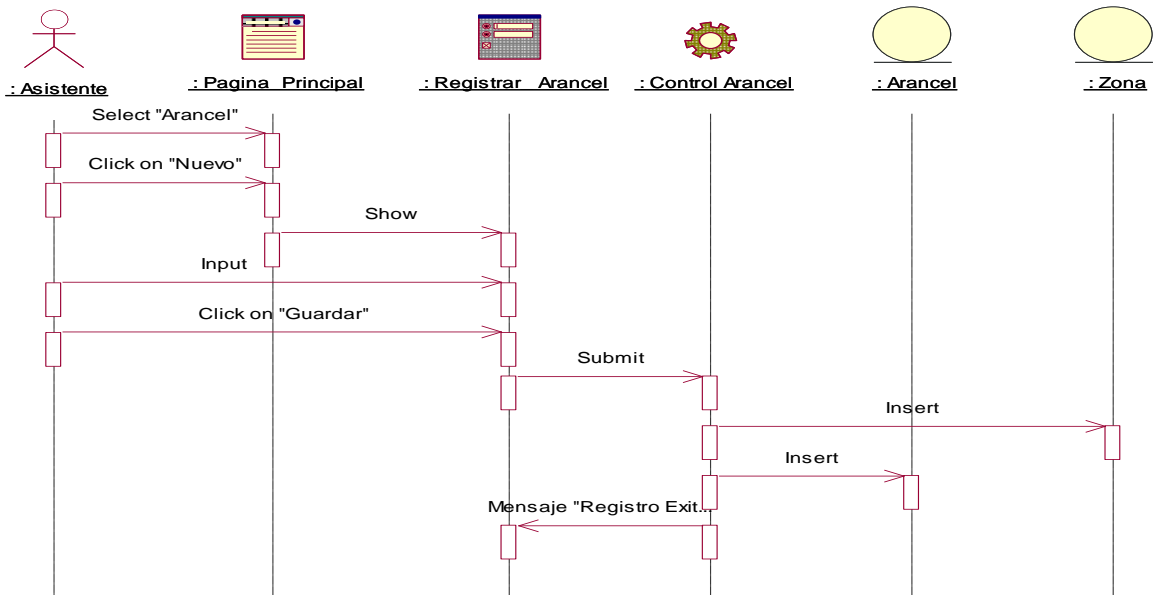 : Asistente
: Pagina Principal
: Registrar Arancel
: Control Arancel
: Arancel
: Zona
Select "Arancel"
Click on "Nuevo"
Show
Input
Click on "Guardar"
Submit
Insert
Insert
Mensaje "Registro Exit...